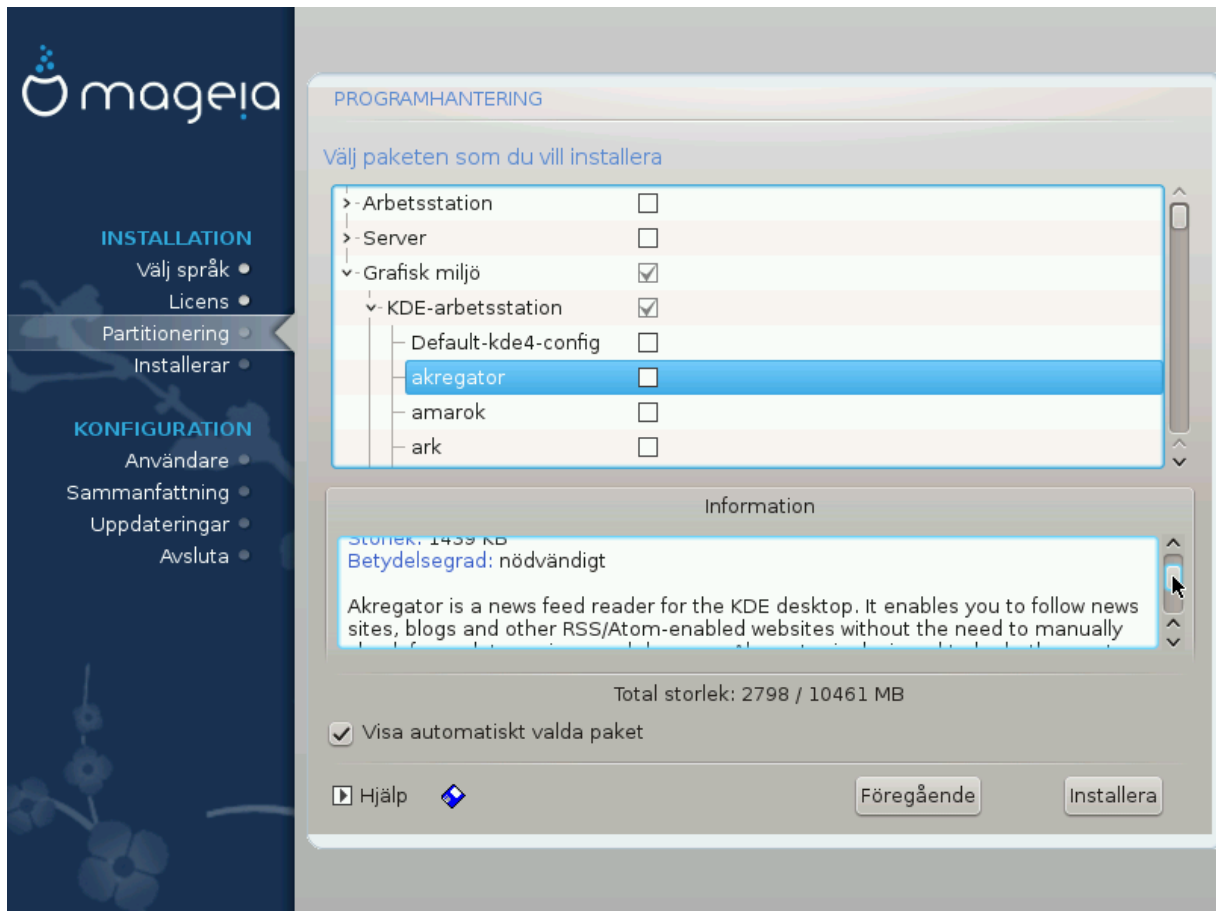 mageia
INSTALLATION
Välj språk
Licens
Partitionering
Installerar
KONFIGURATION
Användare
Sammanfattning
Uppdateringar
Avsluta
PROGRAMHANTERING
Välj paketen som du vill installera
Arbetsstation
Server
Grafisk miljö
KDE-arbetsstation
Default-kde4-config
akregator
amarok
ark
Information
Storlek: 1439 KB
Betydelsegrad: nödvändigt
Akregator is a news feed reader for the KDE desktop. It enables you to follow news
sites, blogs and other RSS/Atom-enabled websites without the need to manually
Total storlek: 2798 / 10461 MB
Visa automatiskt valda paket
Hjälp
Föregående
Installera